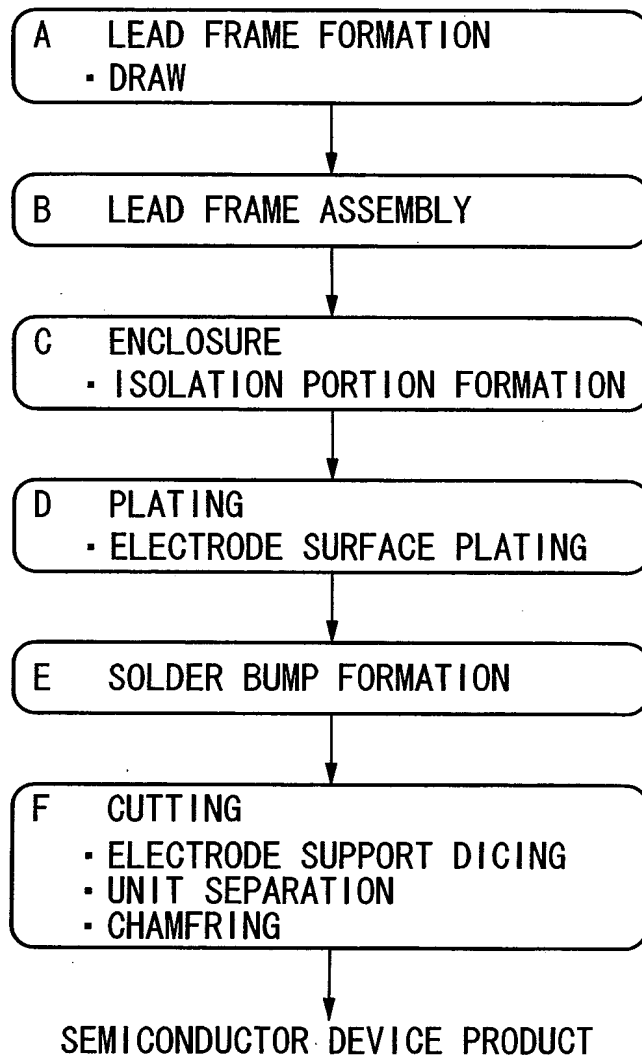 A LEAD FRAME FORMATION
· DRAW
B LEAD FRAME ASSEMBLY
C ENCLOSURE
· ISOLATION PORTION FORMATION
D PLATING
· ELECTRODE SURFACE PLATING
E SOLDER BUMP FORMATION
F CUTTING
· ELECTRODE SUPPORT DICING
· UNIT SEPARATION
· CHAMFRING
SEMICONDUCTOR DEVICE PRODUCT